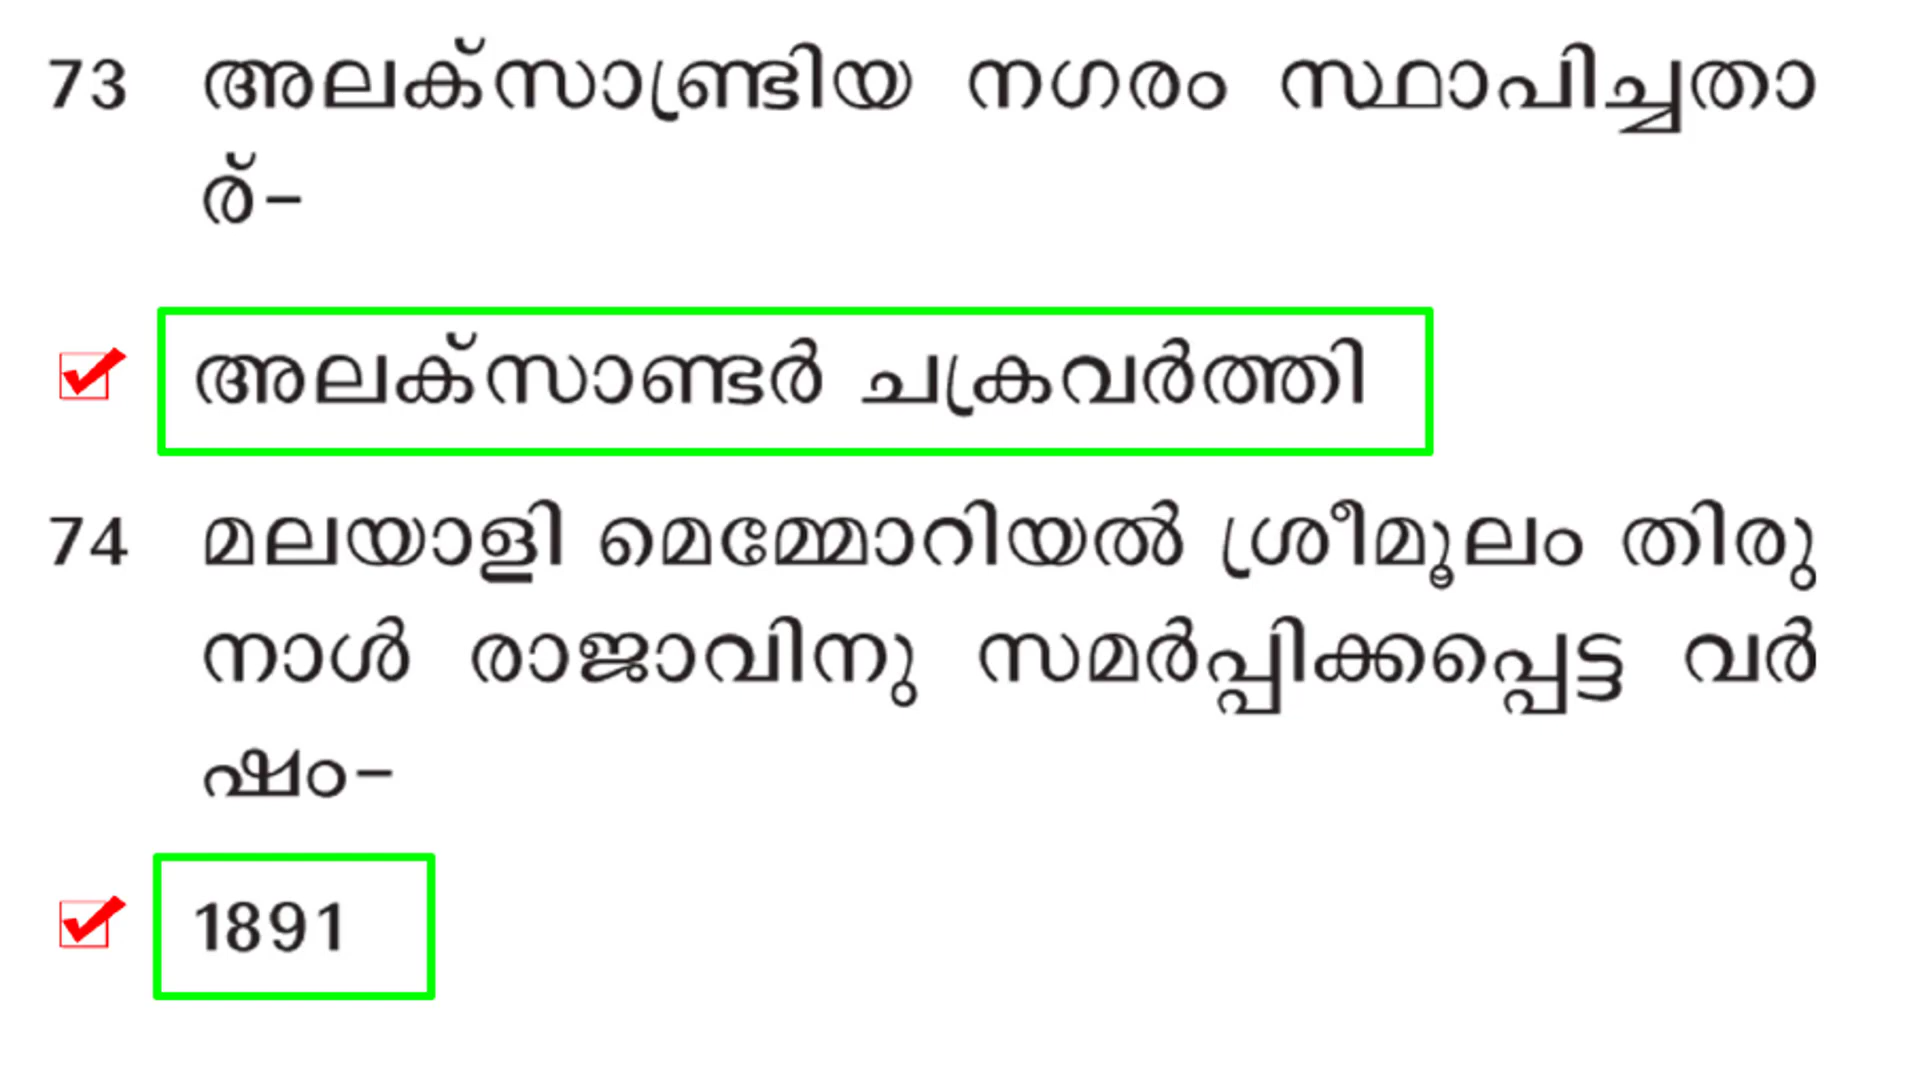 73 അലക്സാണ്ട്രിയ നഗരം സ്ഥാപിച്ചതാ
ര്-
അലക്സാണ്ടർ ചക്രവർത്തി
74 മലയാളി മെമ്മോറിയൽ ശ്രീമൂലം തിരു
നാൾ രാജാവിനു സമർപ്പിക്കപ്പെട്ട വർ
ഷം-
1891